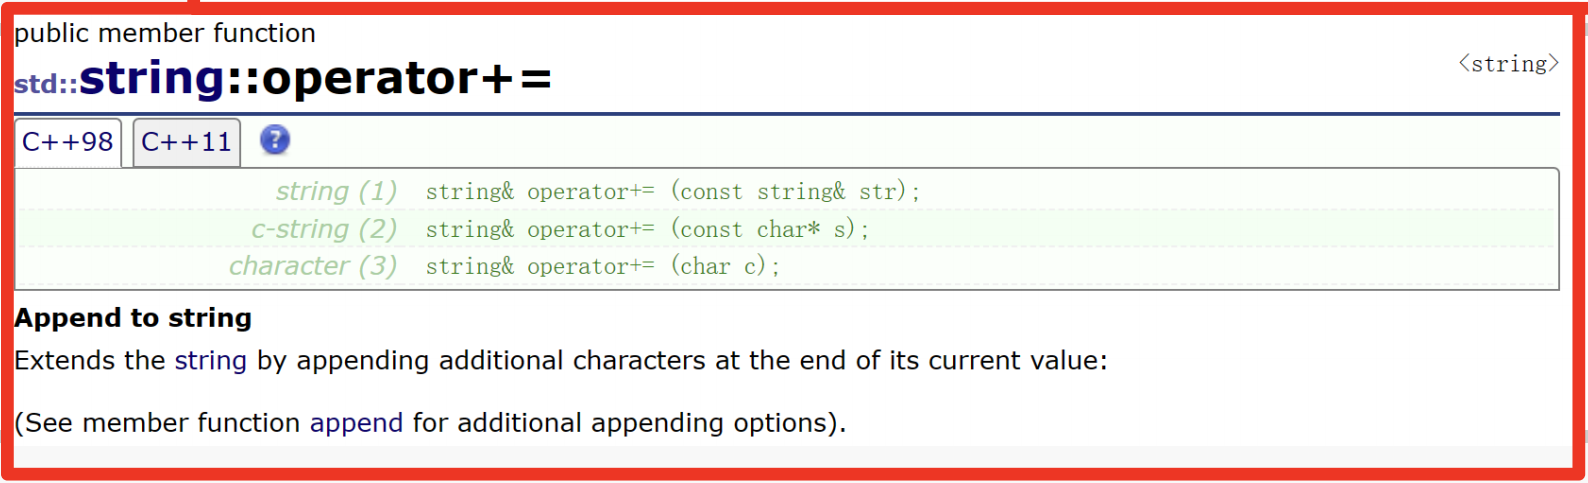 public member function
std::string::operator+=
<string>
C++98 C++11 ?
string (1) string& operator+= (const string& str);
c-string (2) string& operator+= (const char* s);
character (3) string& operator+= (char c);
Append to string
Extends the string by appending additional characters at the end of its current value:
(See member function append for additional appending options).